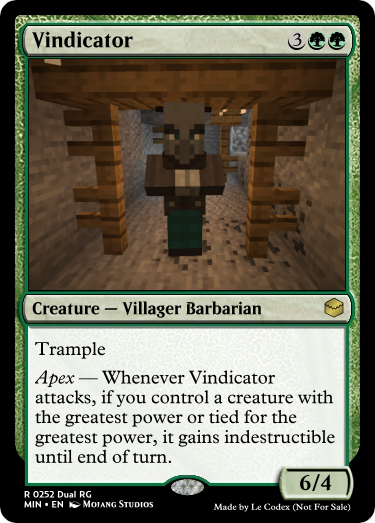 Vindicator 3
Creature — Villager Barbarian
Trample
Apex — Whenever Vindicator
attacks, if you control a creature with
the greatest power or tied for the
greatest power, it gains indestructible
until end of turn.
6/4
R 0252 Dual RG
MIN • EN Mojang Studios
Made by Le Codex (Not For Sale)